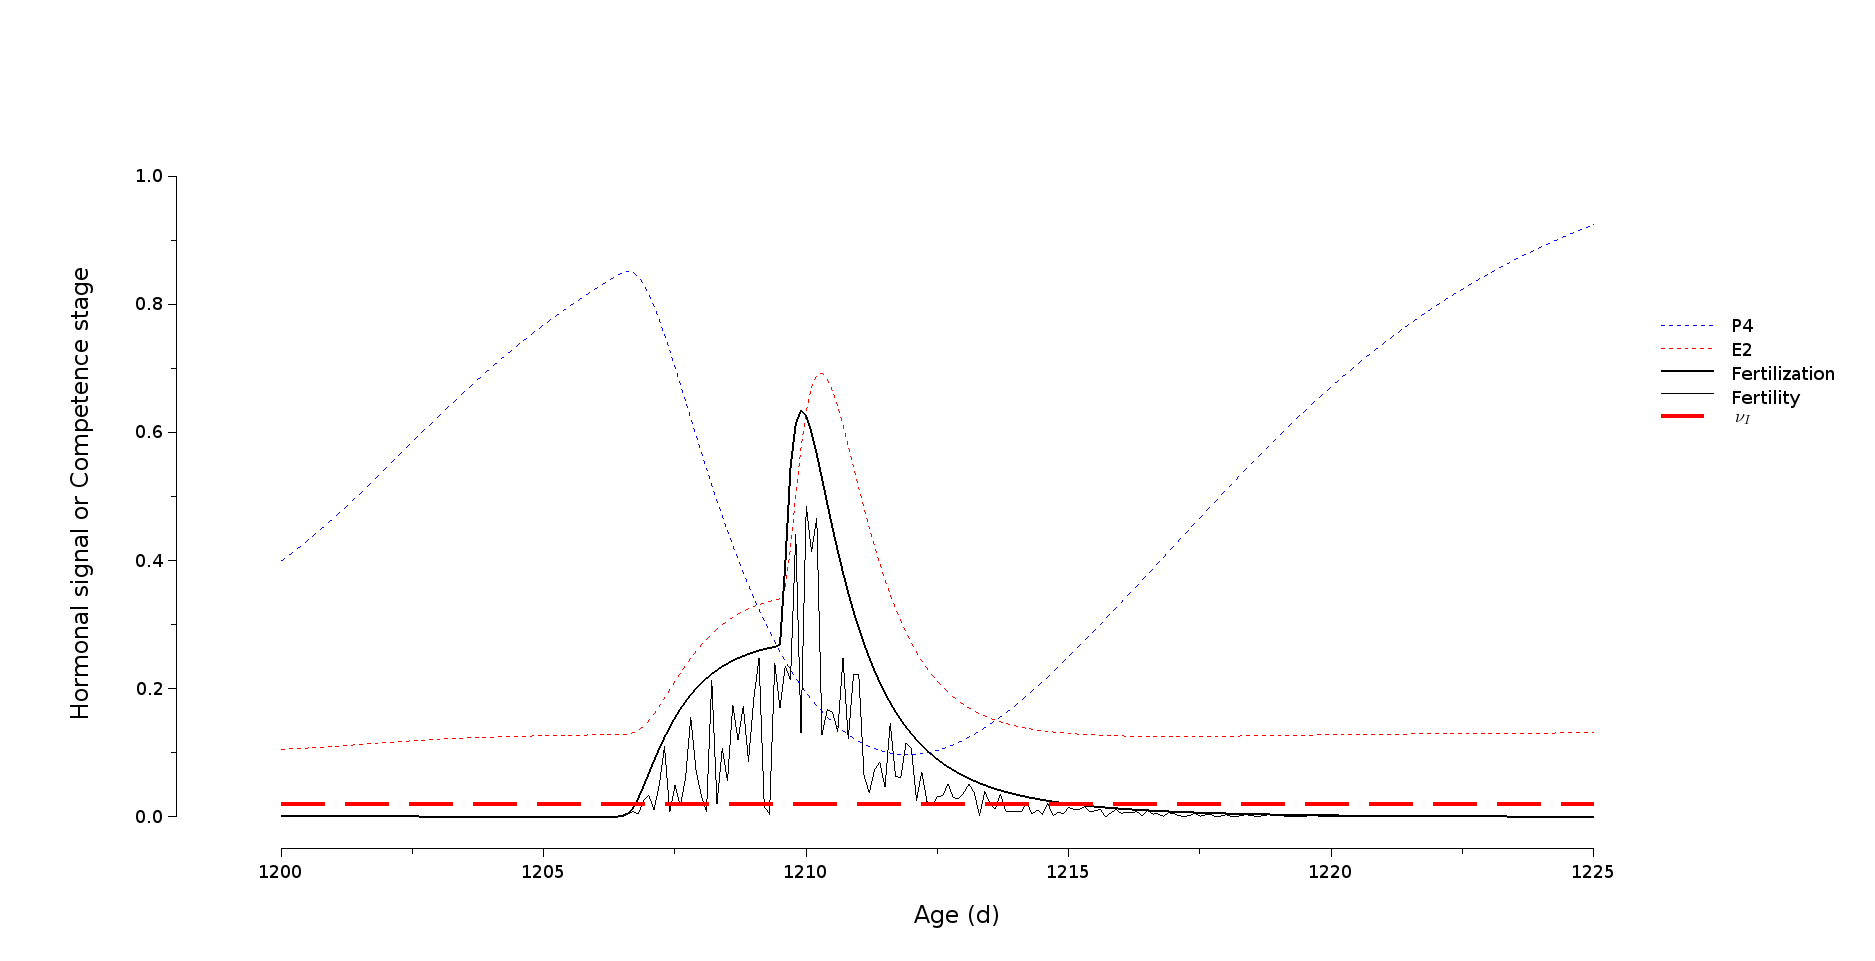 1.0
0.8
0.6
0.4
0.2
0.0
Hormonal signal or Competence stage
1200 1205 1210 1215 1220 1225
Age (d)
P4
E2
Fertilization
Fertility
ν_I